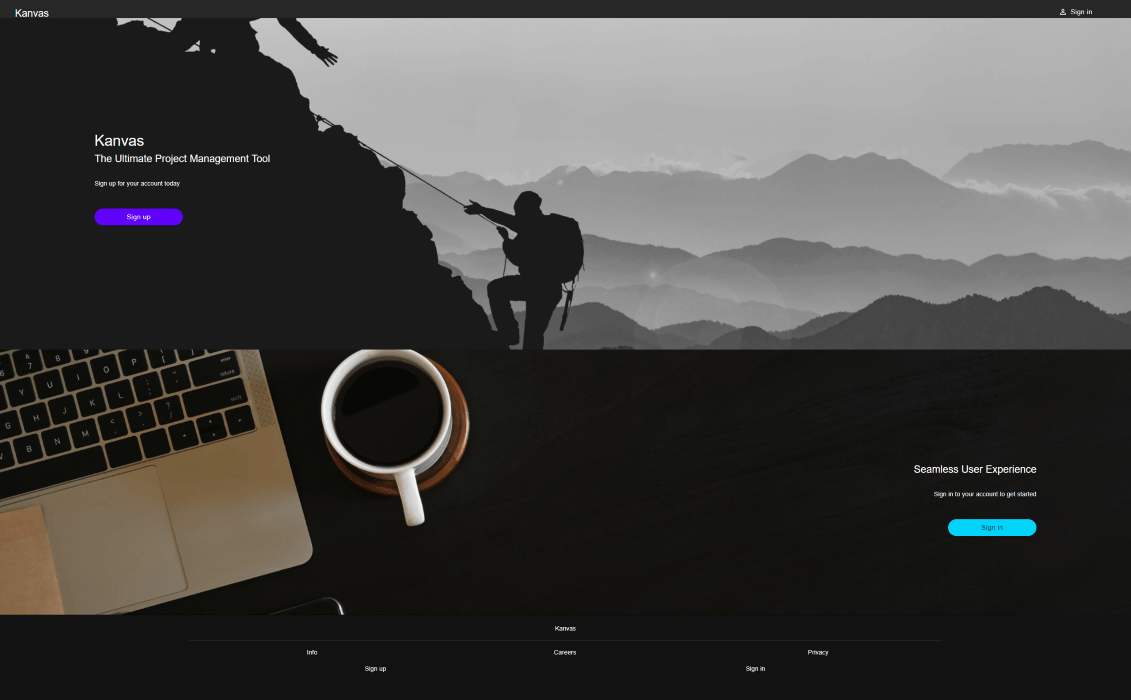 Kanvas
Sign in
Kanvas
The Ultimate Project Management Tool
Sign up for your account today
Sign up
Seamless User Experience
Sign in to your account to get started
Sign in
Kanvas
Info Careers Privacy
Sign up Sign in